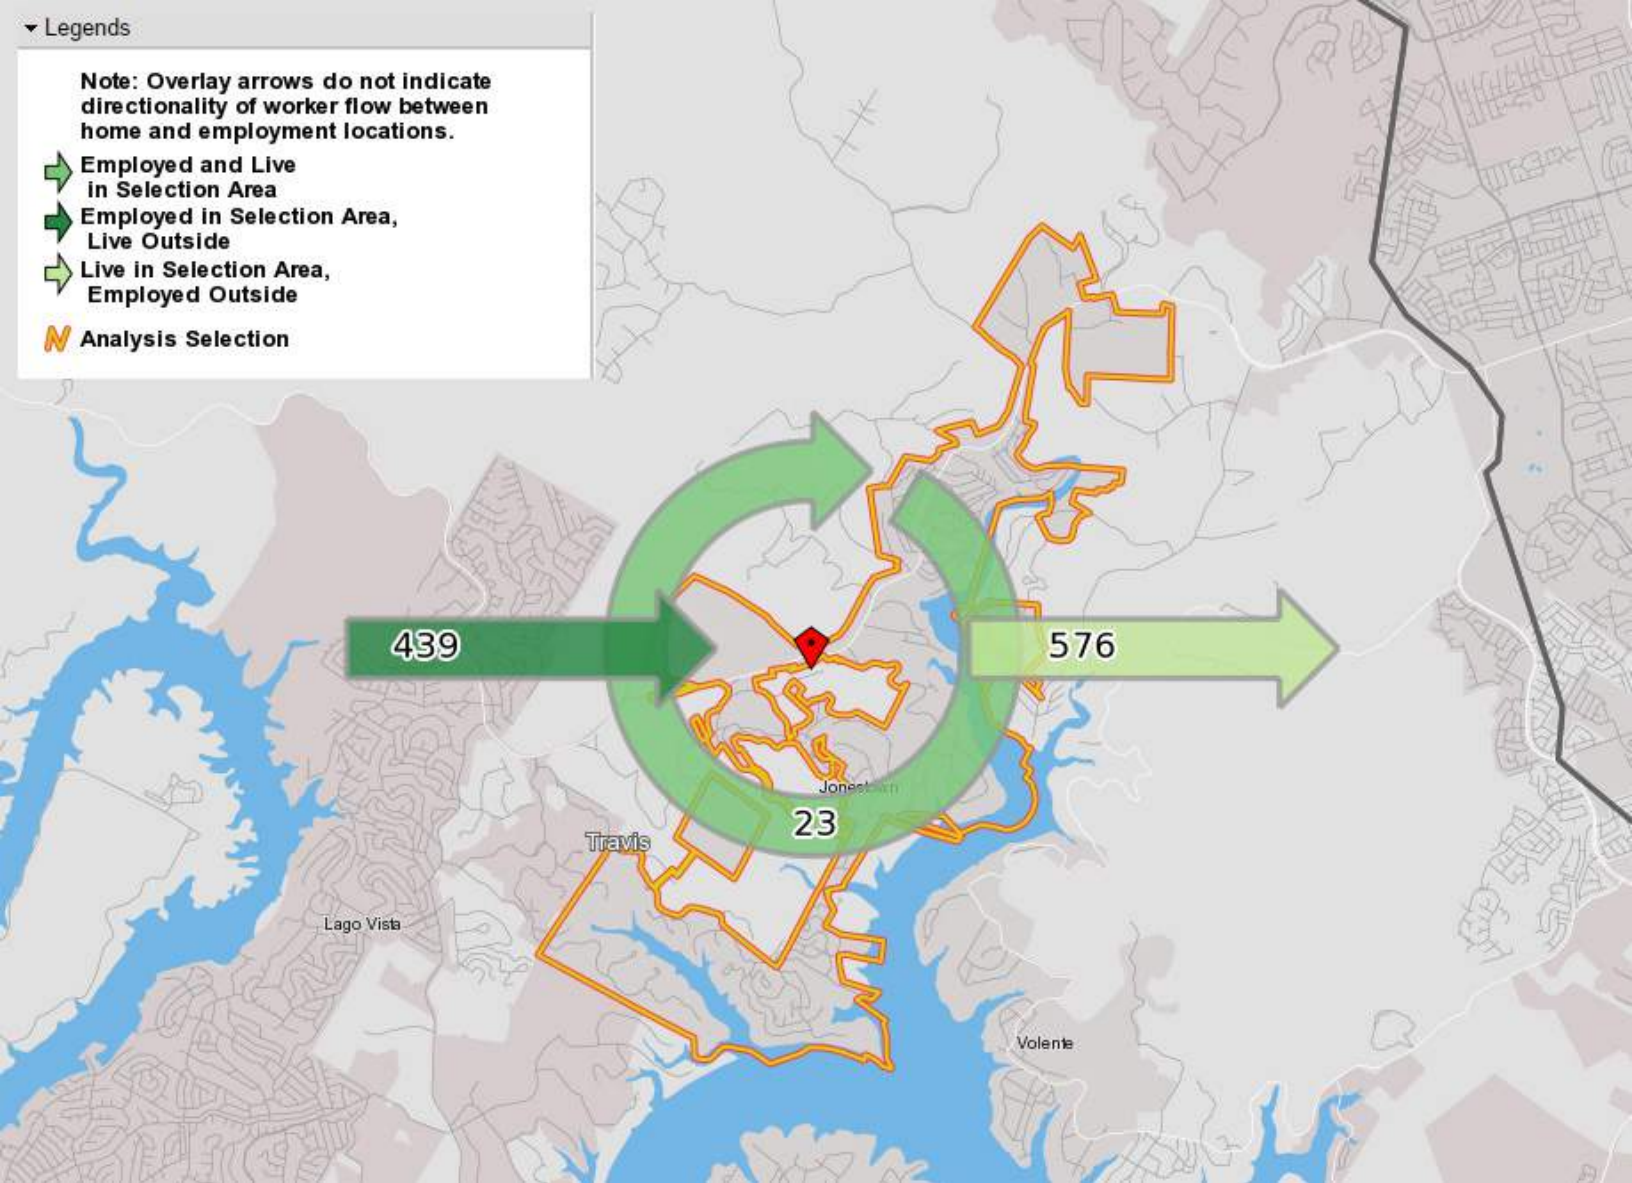 Legends
Note: Overlay arrows do not indicate
directionality of worker flow between
home and employment locations.
Employed and Live
in Selection Area
Employed in Selection Area,
Live Outside
Live in Selection Area,
Employed Outside
Analysis Selection
439
576
Jonestown
23
Travis
Lago Vista
Volente